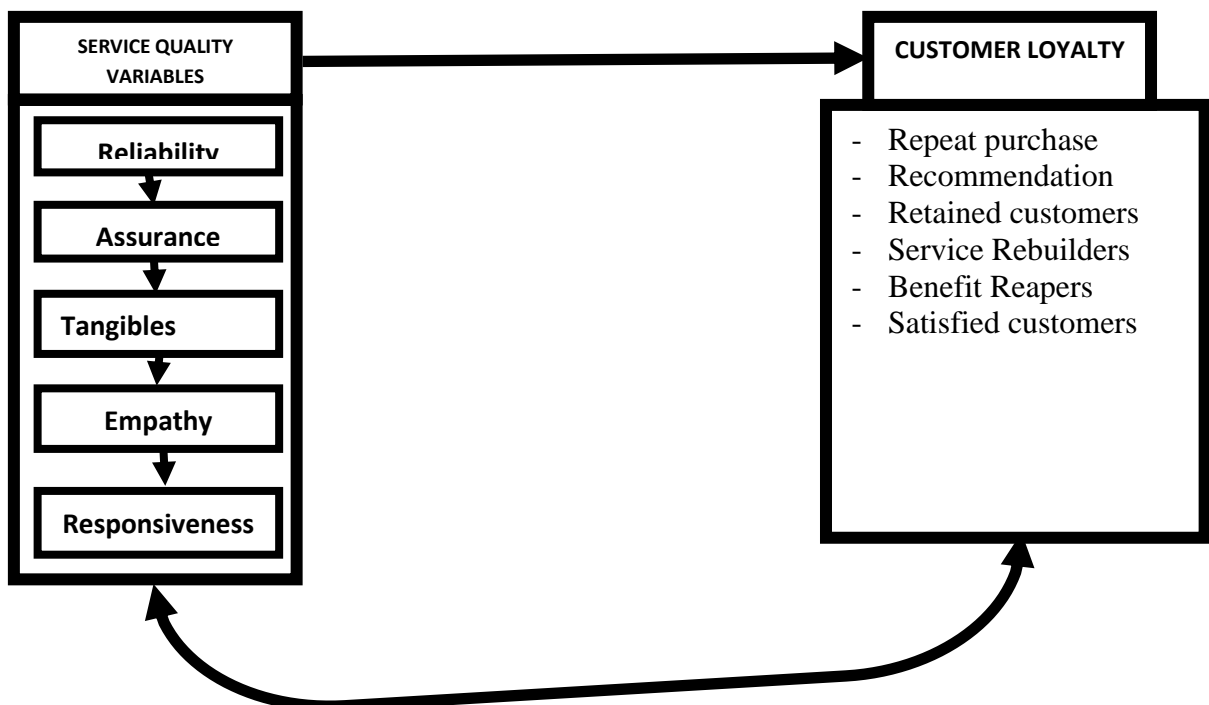 SERVICE QUALITY
VARIABLES
Reliability
Assurance
Tangibles
Empathy
Responsiveness
CUSTOMER LOYALTY
- Repeat purchase
- Recommendation
- Retained customers
- Service Rebuilders
- Benefit Reapers
- Satisfied customers